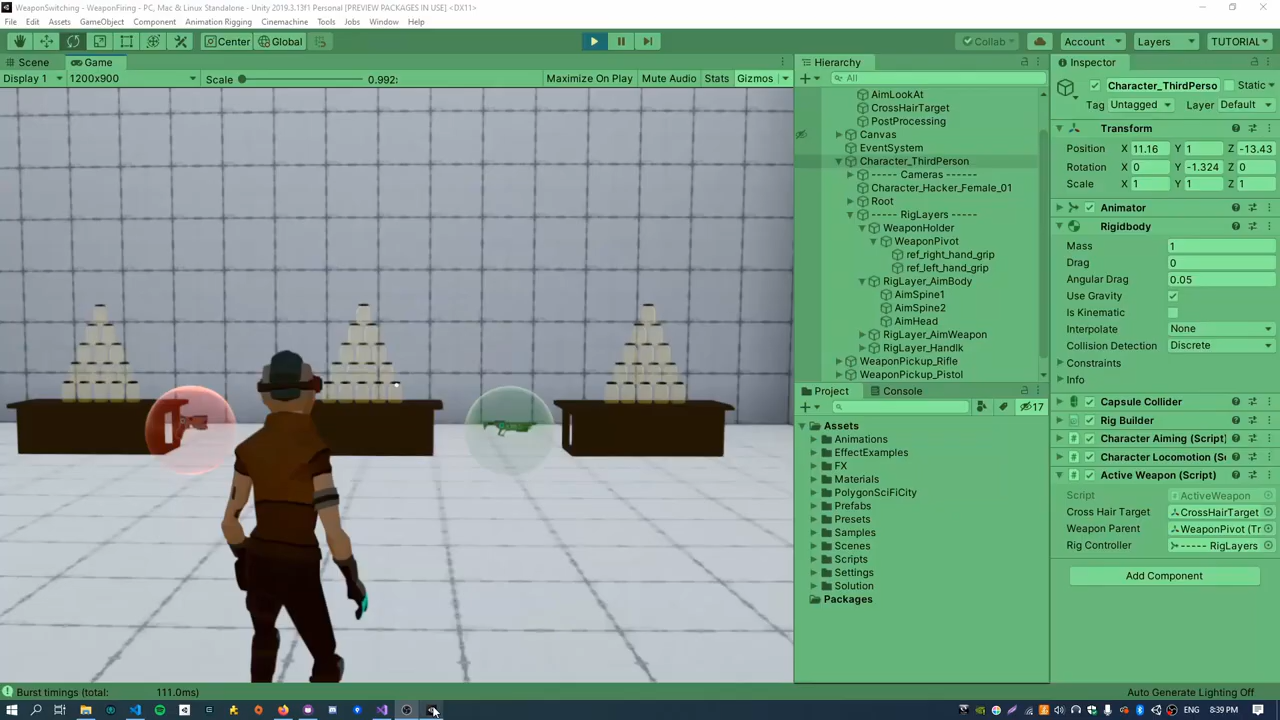 WeaponSwitching - WeaponFiring - PC, Mac & Linux Standalone - Unity 2019.3.13f1 Personal [PREVIEW PACKAGES IN USE] <DX11>
File Edit Assets GameObject Component Animation Rigging Cinemachine Tools Jobs Window Help
Center Global Collab Account Layers TUTORIAL
Scene Game
Display 1 1200x900 Scale 0.992: Maximize On Play Mute Audio Stats Gizmos
Hierarchy
All
AimLookAt
CrossHairTarget
PostProcessing
Canvas
EventSystem
Character_ThirdPerson
----- Cameras ------
Character_Hacker_Female_01
Root
----- RigLayers -----
WeaponHolder
WeaponPivot
ref_right_hand_grip
ref_left_hand_grip
RigLayer_AimBody
AimSpine1
AimSpine2
AimHead
RigLayer_AimWeapon
RigLayer_HandIk
WeaponPickup_Rifle
WeaponPickup_Pistol
Project Console
17
Assets
Animations
EffectExamples
FX
Materials
PolygonSciFiCity
Prefabs
Presets
Samples
Scenes
Scripts
Settings
Solution
Packages
Inspector
Character_ThirdPerso Static
Tag Untagged Layer Default
Transform
Position X 11.16 Y 1 Z -13.43
Rotation X 0 Y -1.324 Z 0
Scale X 1 Y 1 Z 1
Animator
Rigidbody
Mass 1
Drag 0
Angular Drag 0.05
Use Gravity
Is Kinematic
Interpolate None
Collision Detection Discrete
Constraints
Info
Capsule Collider
Rig Builder
Character Aiming (Script)
Character Locomotion (Sc
Active Weapon (Script)
Script ActiveWeapon
Cross Hair Target CrossHairTarget
Weapon Parent WeaponPivot (Tr
Rig Controller ----- RigLayers
Add Component
Burst timings (total: 111.0ms)
Auto Generate Lighting Off
ENG 8:39 PM